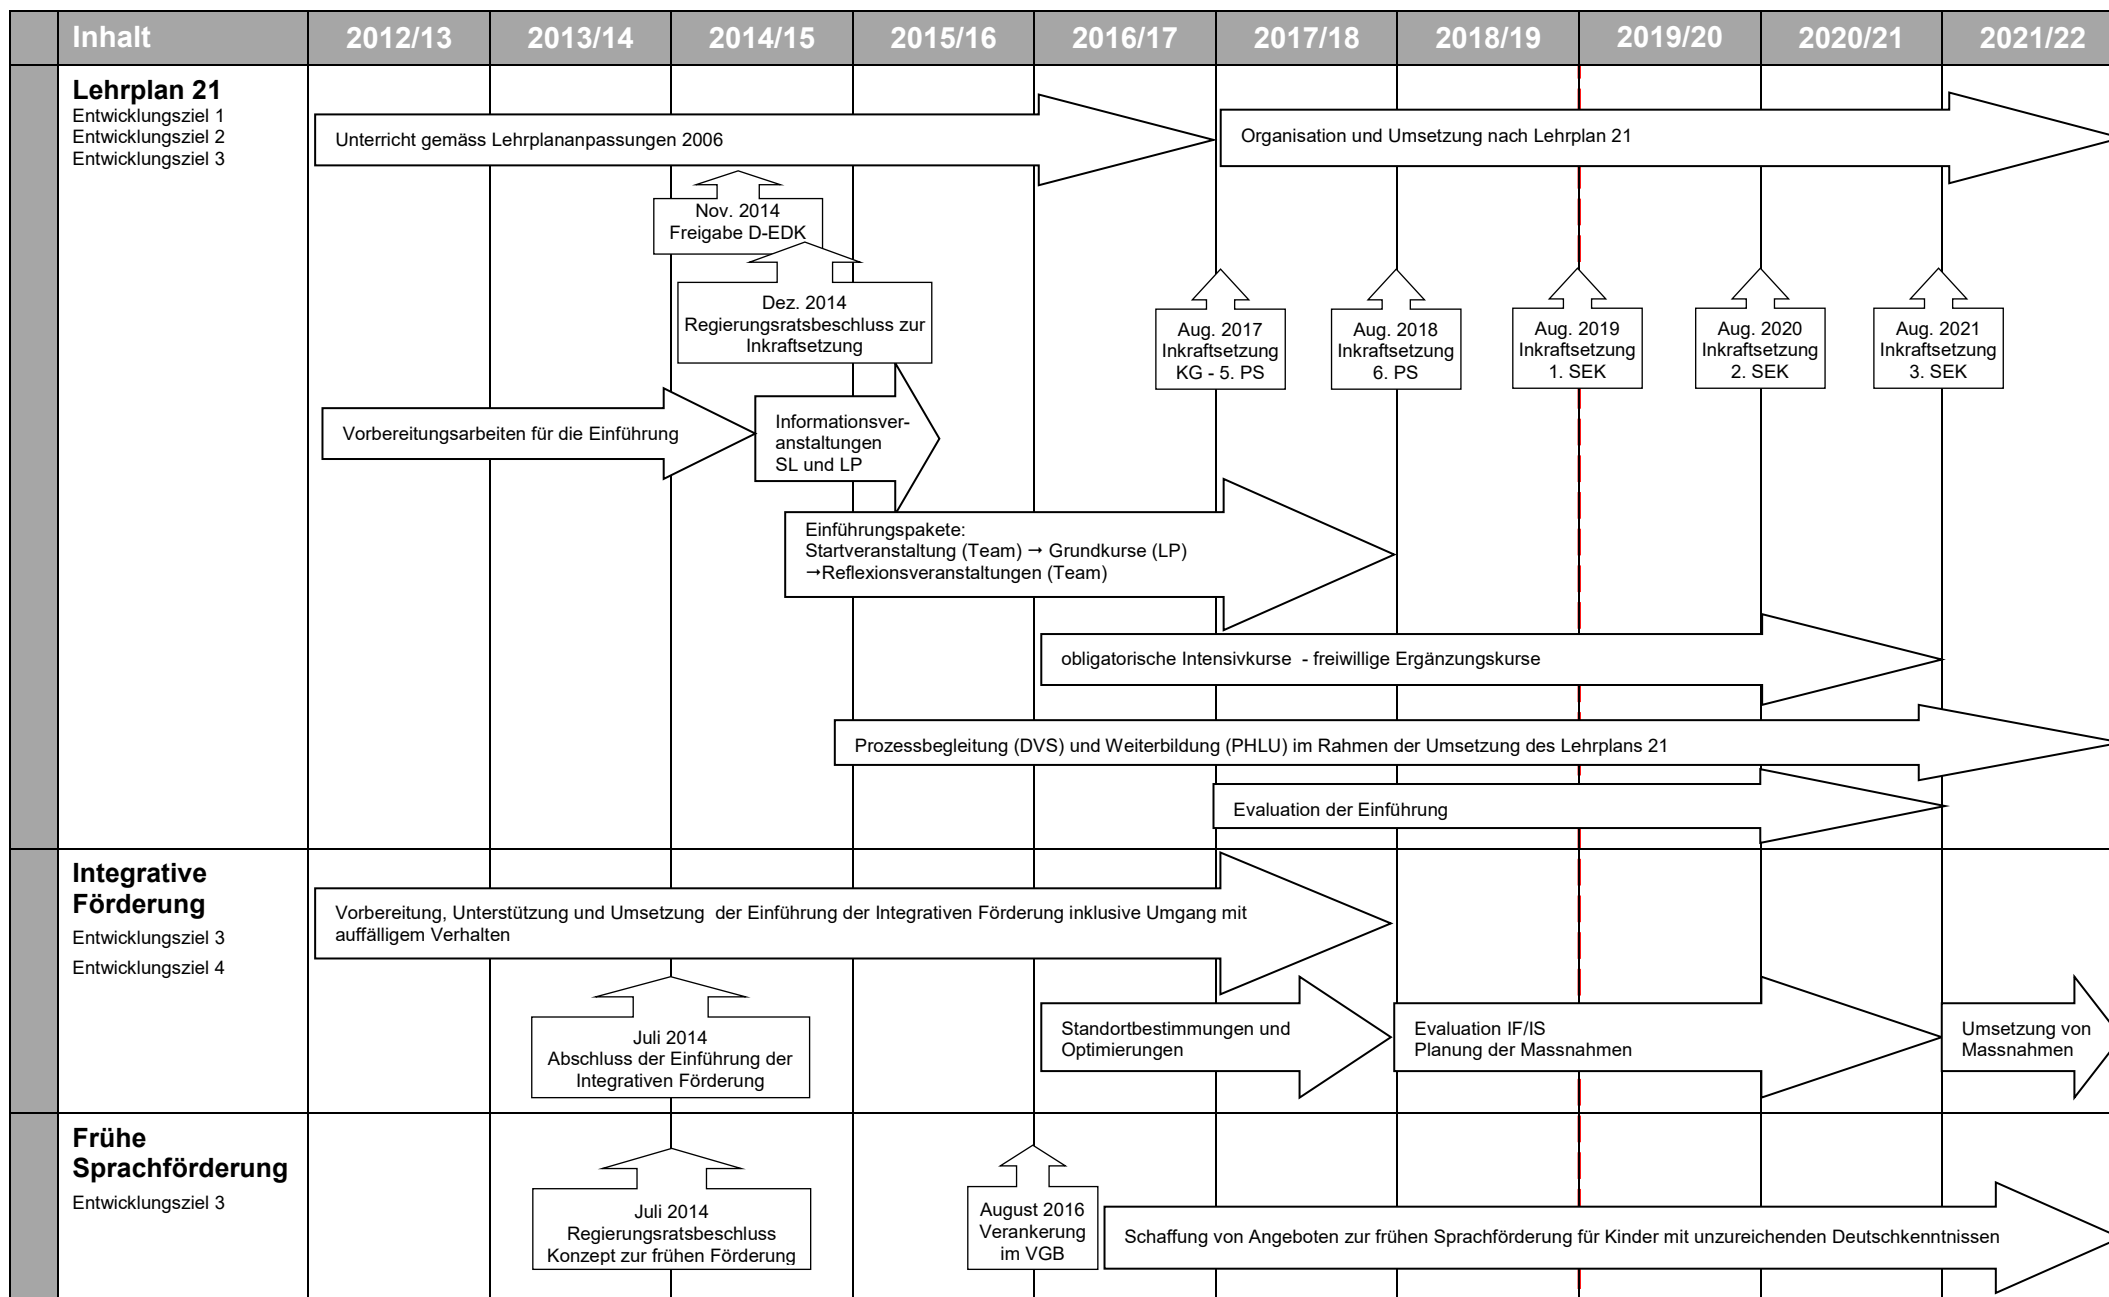 Inhalt 2012/13 2013/14 2014/15 2015/16 2016/17 2017/18 2018/19 2019/20 2020/21 2021/22
Lehrplan 21
Entwicklungsziel 1
Entwicklungsziel 2
Entwicklungsziel 3
Unterricht gemäss Lehrplananpassungen 2006
Organisation und Umsetzung nach Lehrplan 21
Nov. 2014
Freigabe D-EDK
Dez. 2014
Regierungsratsbeschluss zur
Inkraftsetzung
Aug. 2017
Inkraftsetzung
KG - 5. PS
Aug. 2018
Inkraftsetzung
6. PS
Aug. 2019
Inkraftsetzung
1. SEK
Aug. 2020
Inkraftsetzung
2. SEK
Aug. 2021
Inkraftsetzung
3. SEK
Vorbereitungsarbeiten für die Einführung
Informationsver-
anstaltungen
SL und LP
Einführungspakete:
Startveranstaltung (Team) → Grundkurse (LP)
→Reflexionsveranstaltungen (Team)
obligatorische Intensivkurse - freiwillige Ergänzungskurse
Prozessbegleitung (DVS) und Weiterbildung (PHLU) im Rahmen der Umsetzung des Lehrplans 21
Evaluation der Einführung
Integrative
Förderung
Entwicklungsziel 3
Entwicklungsziel 4
Vorbereitung, Unterstützung und Umsetzung der Einführung der Integrativen Förderung inklusive Umgang mit
auffälligem Verhalten
Juli 2014
Abschluss der Einführung der
Integrativen Förderung
Standortbestimmungen und
Optimierungen
Evaluation IF/IS
Planung der Massnahmen
Umsetzung von
Massnahmen
Frühe
Sprachförderung
Entwicklungsziel 3
Juli 2014
Regierungsratsbeschluss
Konzept zur frühen Förderung
August 2016
Verankerung
im VGB
Schaffung von Angeboten zur frühen Sprachförderung für Kinder mit unzureichenden Deutschkenntnissen